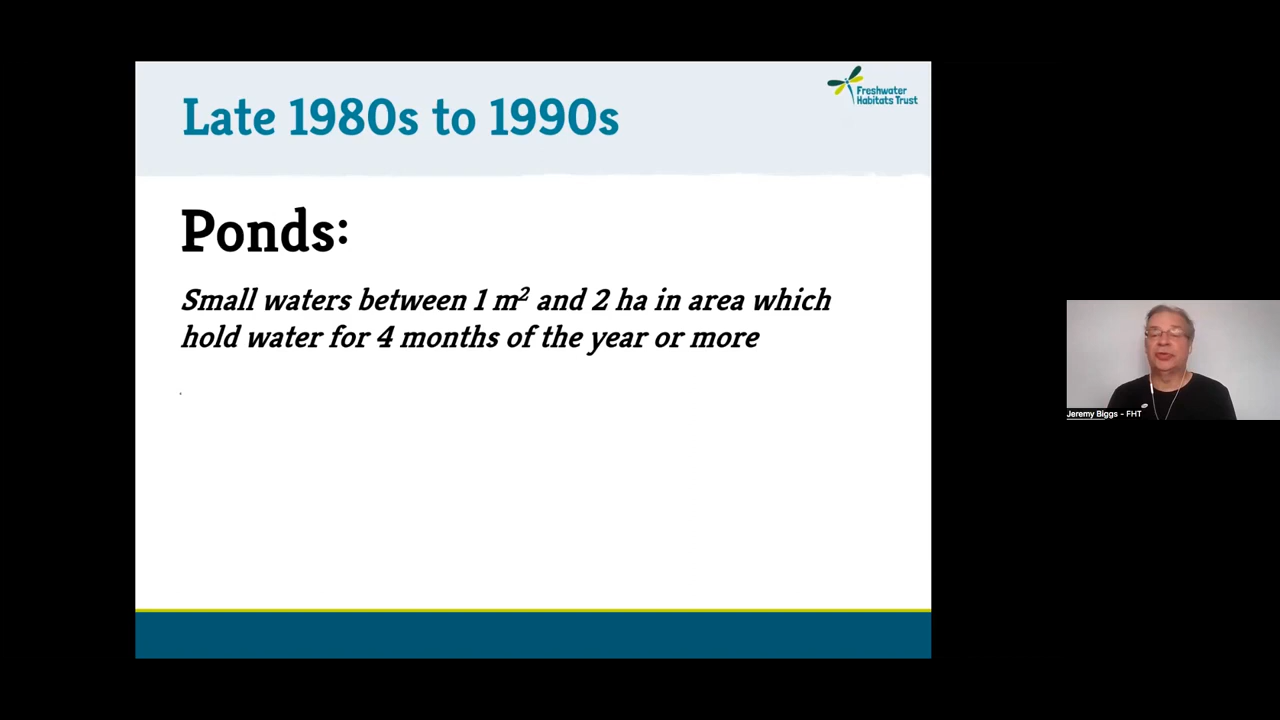 Late 1980s to 1990s
Freshwater
Habitats Trust
Ponds:
Small waters between 1 m² and 2 ha in area which
hold water for 4 months of the year or more
Jeremy Biggs - FHT